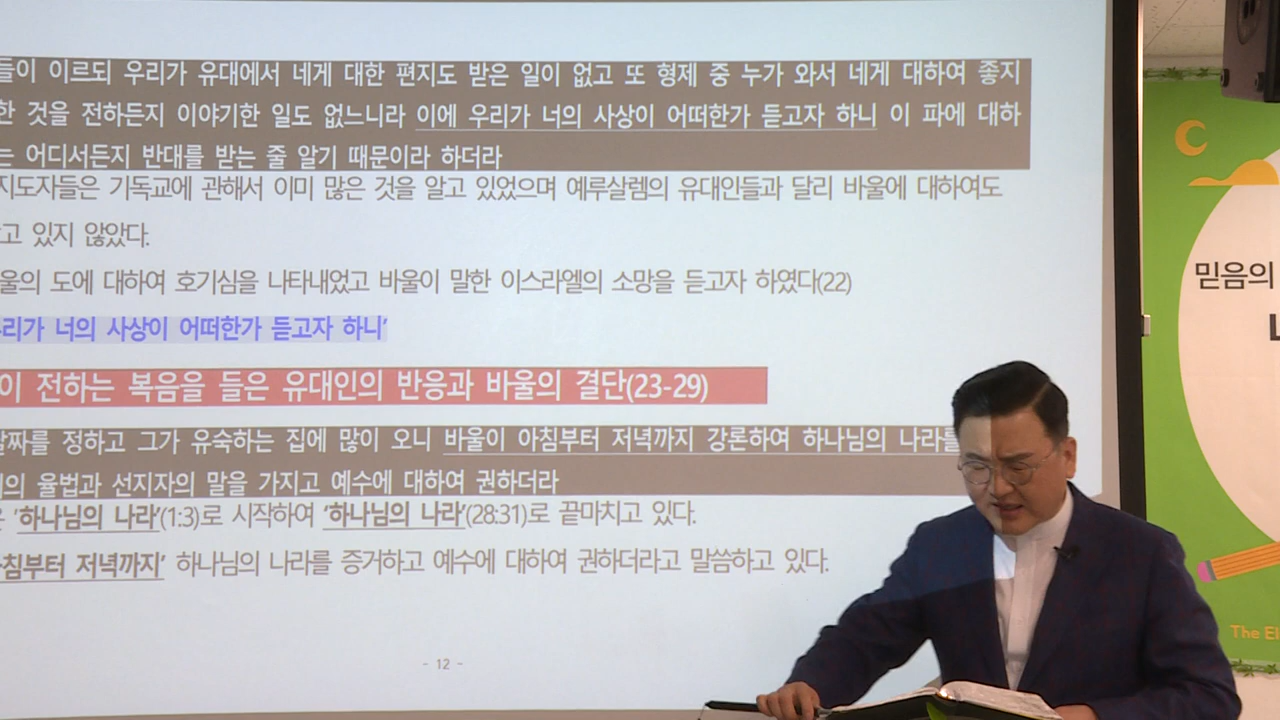 들이 이르되 우리가 유대에서 네게 대한 편지도 받은 일이 없고 또 형제 중 누가 와서 네게 대하여 좋지
한 것을 전하든지 이야기한 일도 없느니라 이에 우리가 너의 사상이 어떠한가 듣고자 하니 이 파에 대하
는 어디서든지 반대를 받는 줄 알기 때문이라 하더라
지도자들은 기독교에 관해서 이미 많은 것을 알고 있었으며 예루살렘의 유대인들과 달리 바울에 대하여도
고 있지 않았다.
울의 도에 대하여 호기심을 나타내었고 바울이 말한 이스라엘의 소망을 듣고자 하였다(22)
리가 너의 사상이 어떠한가 듣고자 하니'
이 전하는 복음을 들은 유대인의 반응과 바울의 결단(23-29)
날짜를 정하고 그가 유숙하는 집에 많이 오니 바울이 아침부터 저녁까지 강론하여 하나님의 나라를
의 율법과 선지자의 말을 가지고 예수에 대하여 권하더라
'하나님의 나라'(1:3)로 시작하여 '하나님의 나라'(28:31)로 끝마치고 있다.
침부터 저녁까지' 하나님의 나라를 증거하고 예수에 대하여 권하더라고 말씀하고 있다.
- 12 -
믿음의
The El